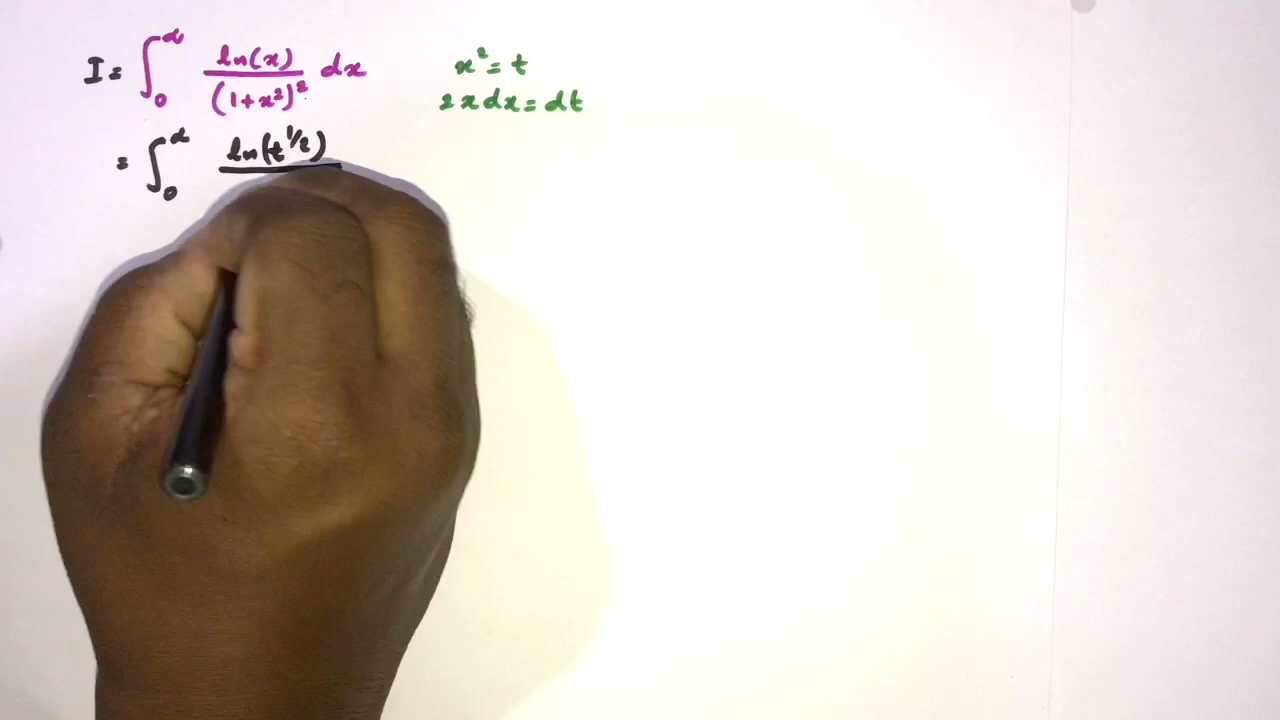 I = ∫₀^∞ ln(x)/(1+x²)² dx
x² = t
2x dx = dt
= ∫₀^∞ ln(t^1/2)